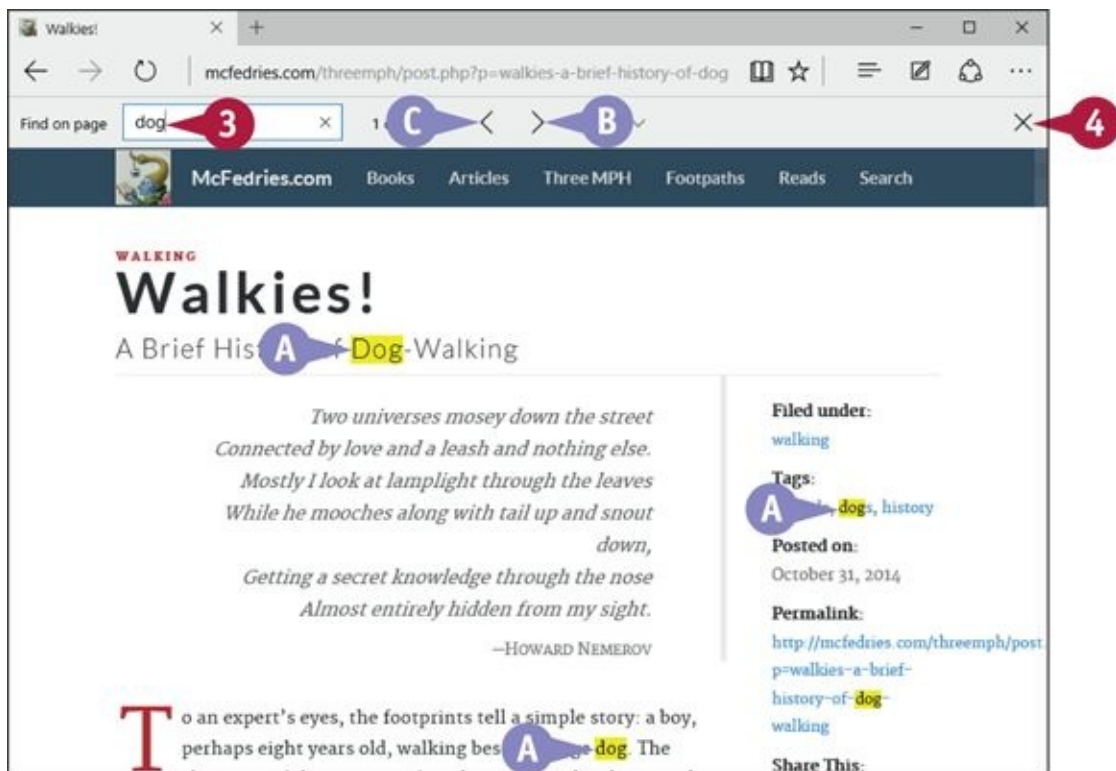 Walkies!
mcfedries.com/threemph/post.php?p=walkies-a-brief-history-of-dog
Find on page dog 3 1 C B 4
McFedries.com Books Articles Three MPH Footpaths Reads Search
WALKING
Walkies!
A Brief A Dog-Walking
Two universes mosey down the street
Connected by love and a leash and nothing else.
Mostly I look at lamplight through the leaves
While he mooches along with tail up and snout
down,
Getting a secret knowledge through the nose
Almost entirely hidden from my sight.
—HOWARD NEMEROV
To an expert's eyes, the footprints tell a simple story: a boy,
perhaps eight years old, walking A dog. The
Filed under:
walking
Tags:
A dogs, history
Posted on:
October 31, 2014
Permalink:
http://mcfedries.com/threemph/post
p=walkies-a-brief-
history-of-dog-
walking
Share This: